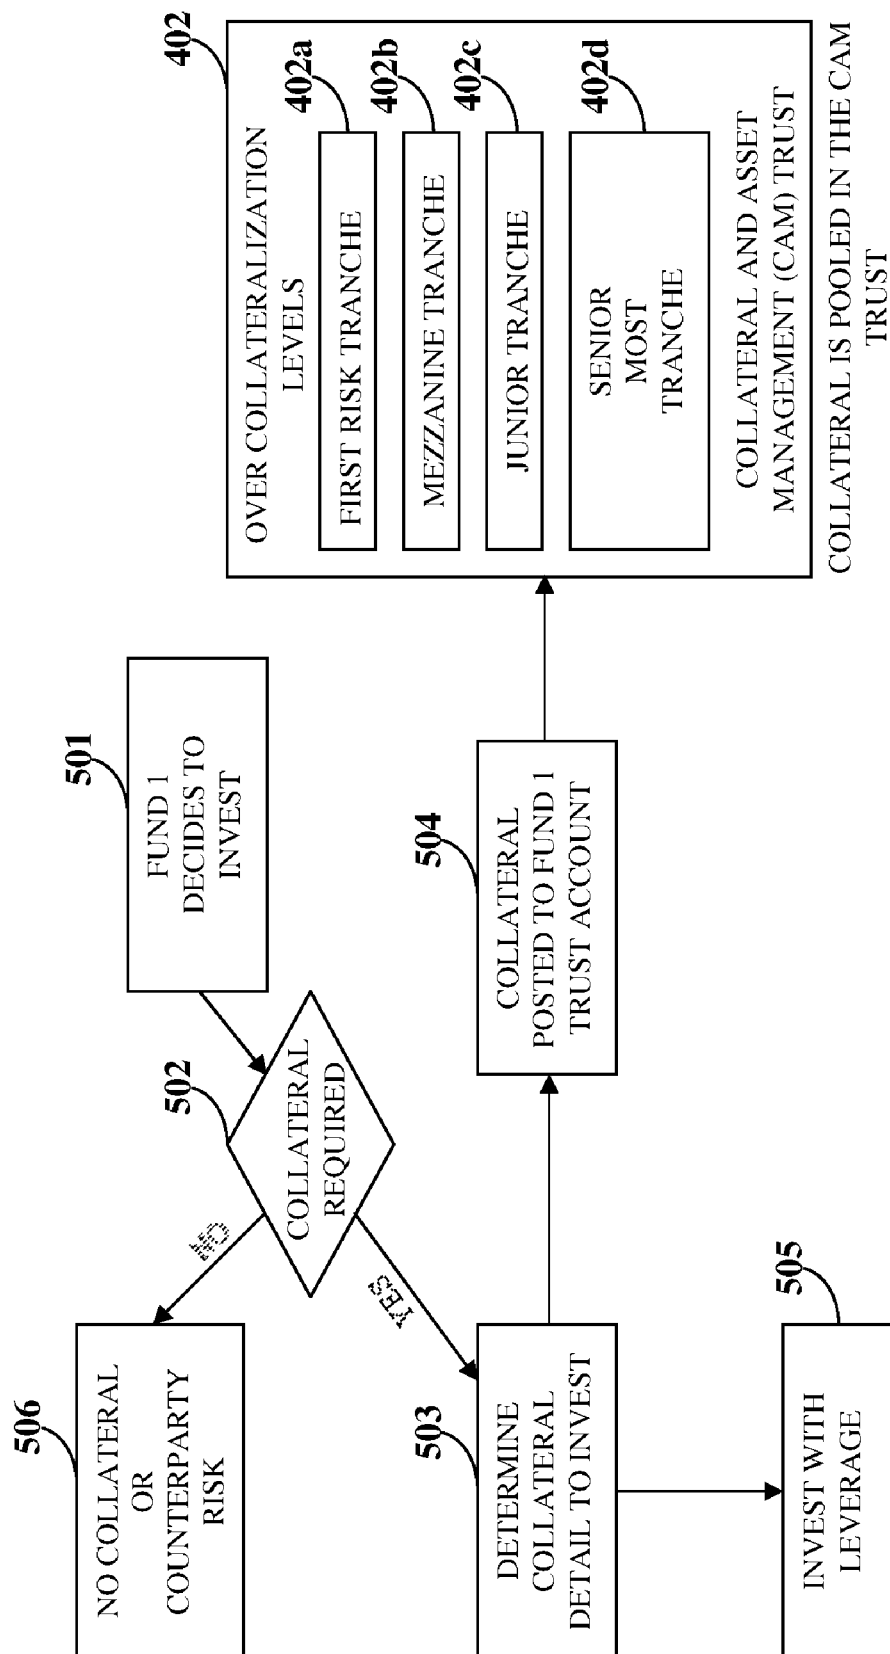 501
FUND 1
DECIDES TO
INVEST
502
COLLATERAL
REQUIRED
NO
YES
506
NO COLLATERAL
OR
COUNTERPARTY
RISK
503
DETERMINE
COLLATERAL
DETAIL TO INVEST
504
COLLATERAL
POSTED TO FUND 1
TRUST ACCOUNT
505
INVEST WITH
LEVERAGE
402
OVER COLLATERALIZATION
LEVELS
402a
FIRST RISK TRANCHE
402b
MEZZANINE TRANCHE
402c
JUNIOR TRANCHE
402d
SENIOR
MOST
TRANCHE
COLLATERAL AND ASSET
MANAGEMENT (CAM) TRUST
COLLATERAL IS POOLED IN THE CAM
TRUST